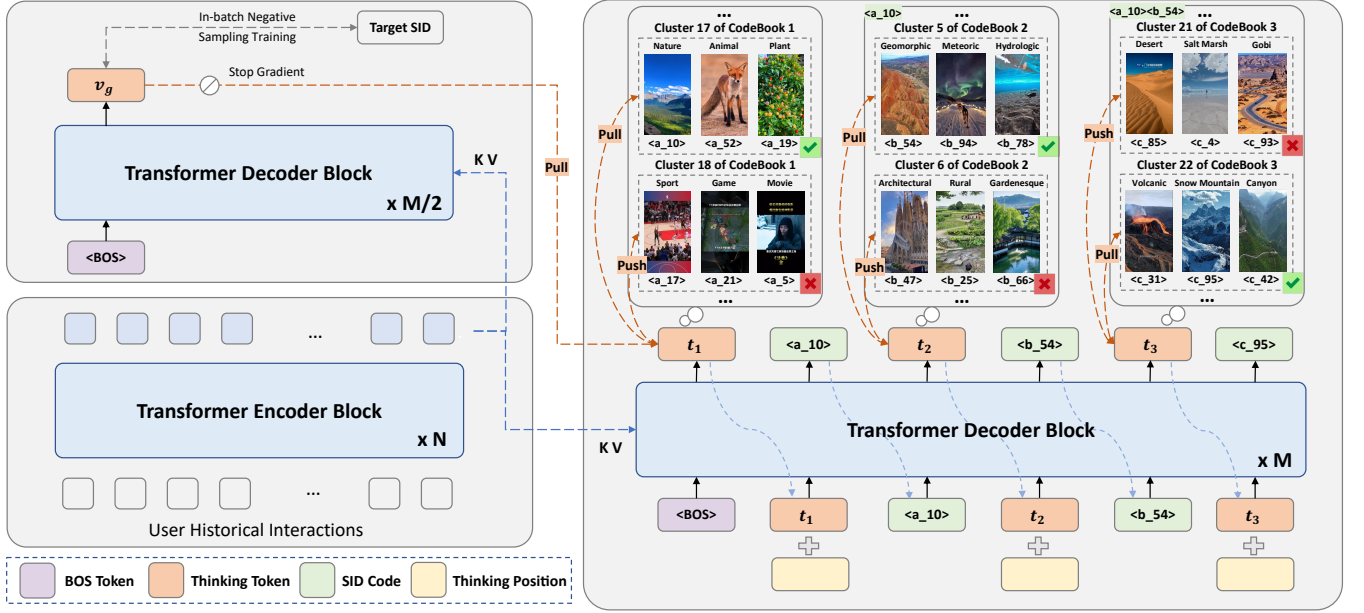 In-batch Negative
Sampling Training
Target SID
v_g
Stop Gradient
Pull
Transformer Decoder Block
x M/2
K V
<BOS>
...
Transformer Encoder Block
x N
...
User Historical Interactions
K V
...
Cluster 17 of CodeBook 1
Nature Animal Plant
<a_10> <a_52> <a_19>
Pull
Cluster 18 of CodeBook 1
Sport Game Movie
Push
<a_17> <a_21> <a_5>
...
<a_10>
...
Cluster 5 of CodeBook 2
Geomorphic Meteoric Hydrologic
Pull
<b_54> <b_94> <b_78>
Cluster 6 of CodeBook 2
Architectural Rural Gardenesque
Push
<b_47> <b_25> <b_66>
...
<a_10><b_54>
...
Cluster 21 of CodeBook 3
Desert Salt Marsh Gobi
Push
<c_85> <c_4> <c_93>
Cluster 22 of CodeBook 3
Volcanic Snow Mountain Canyon
Pull
<c_31> <c_95> <c_42>
...
t_1 <a_10> t_2 <b_54> t_3 <c_95>
Transformer Decoder Block
x M
<BOS> t_1 <a_10> t_2 <b_54> t_3
BOS Token Thinking Token SID Code Thinking Position